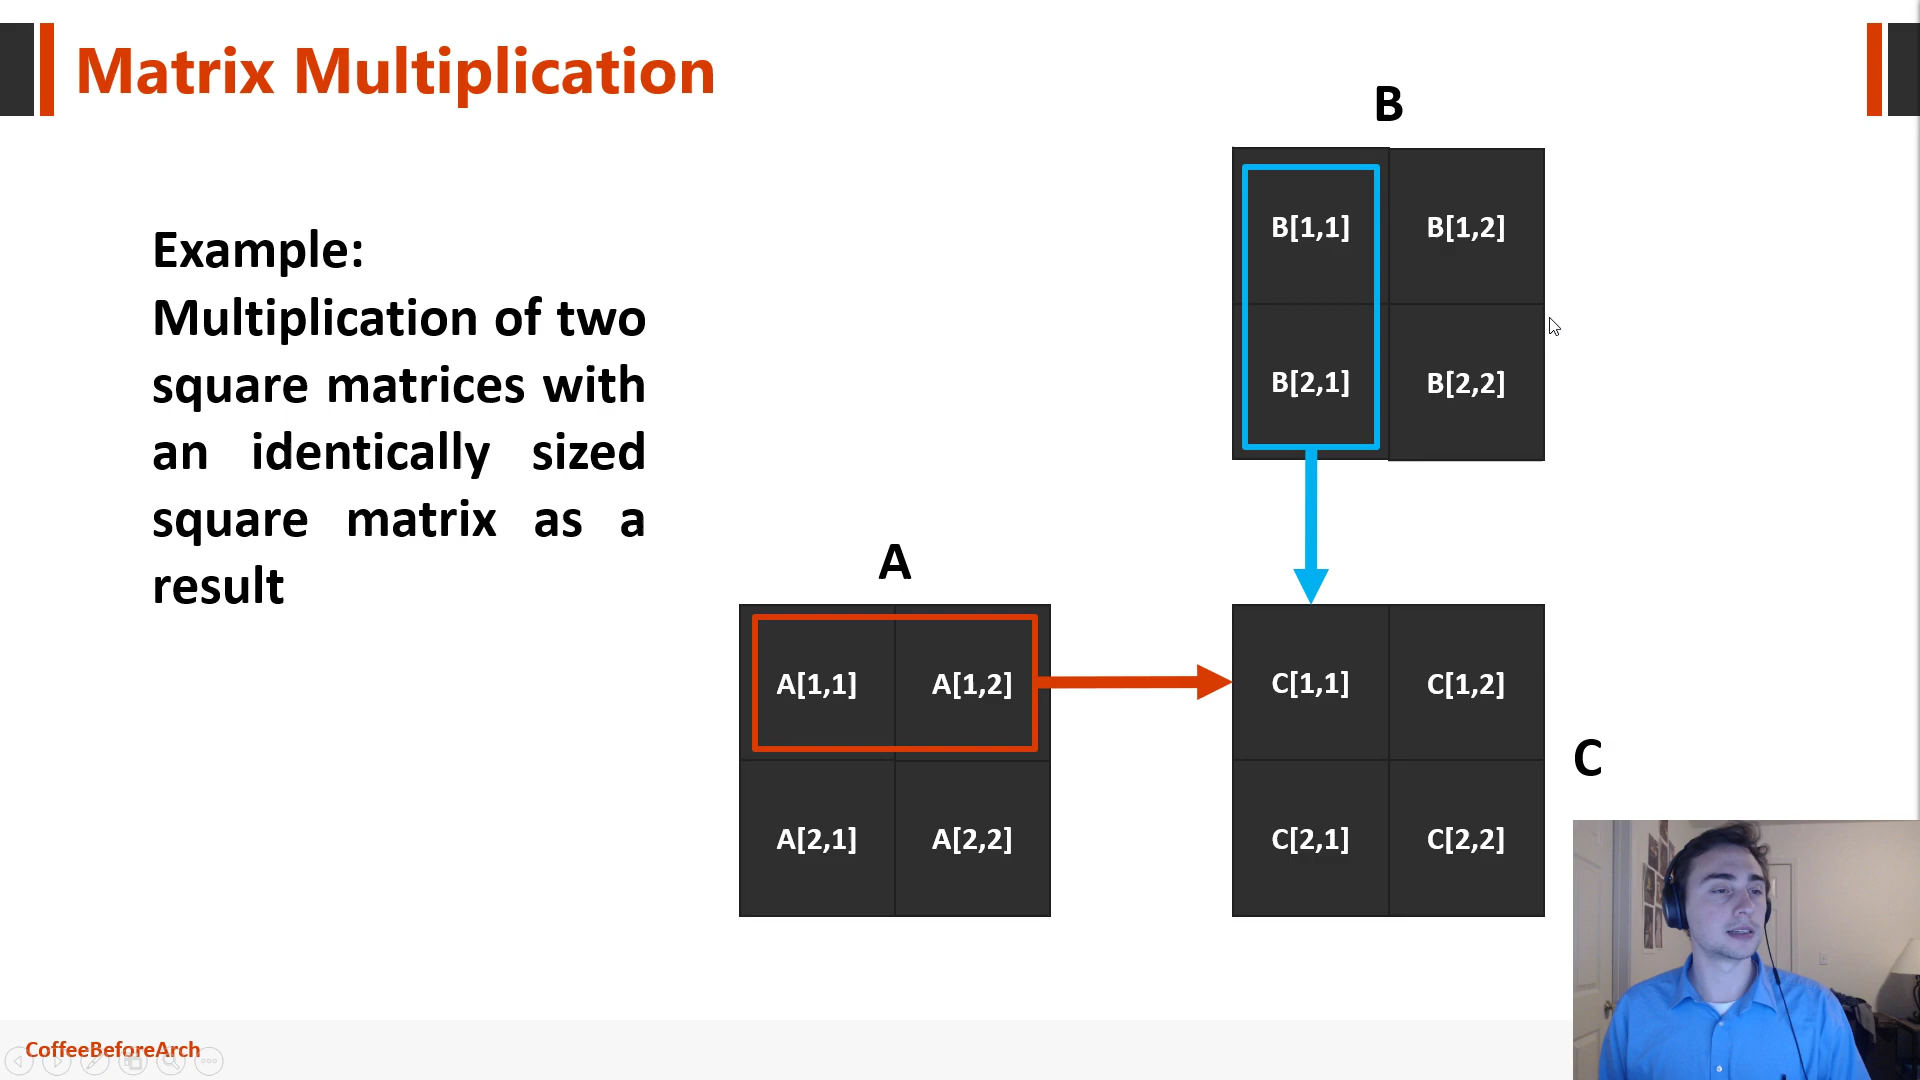 Matrix Multiplication
Example:
Multiplication of two
square matrices with
an identically sized
square matrix as a
result
B
B[1,1] B[1,2]
B[2,1] B[2,2]
A
A[1,1] A[1,2]
A[2,1] A[2,2]
C[1,1] C[1,2]
C[2,1] C[2,2]
C
CoffeeBeforeArch